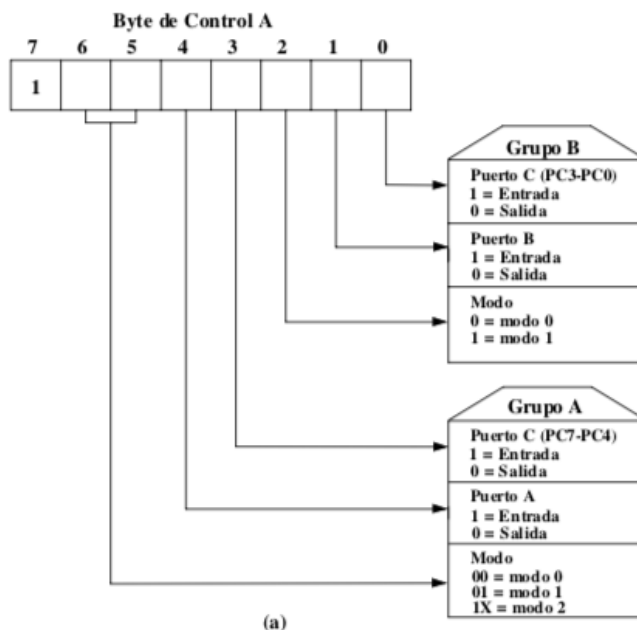 Byte de Control A
7 6 5 4 3 2 1 0
1
Grupo B
Puerto C (PC3-PC0)
1 = Entrada
0 = Salida
Puerto B
1 = Entrada
0 = Salida
Modo
0 = modo 0
1 = modo 1
Grupo A
Puerto C (PC7-PC4)
1 = Entrada
0 = Salida
Puerto A
1 = Entrada
0 = Salida
Modo
00 = modo 0
01 = modo 1
1X = modo 2
(a)